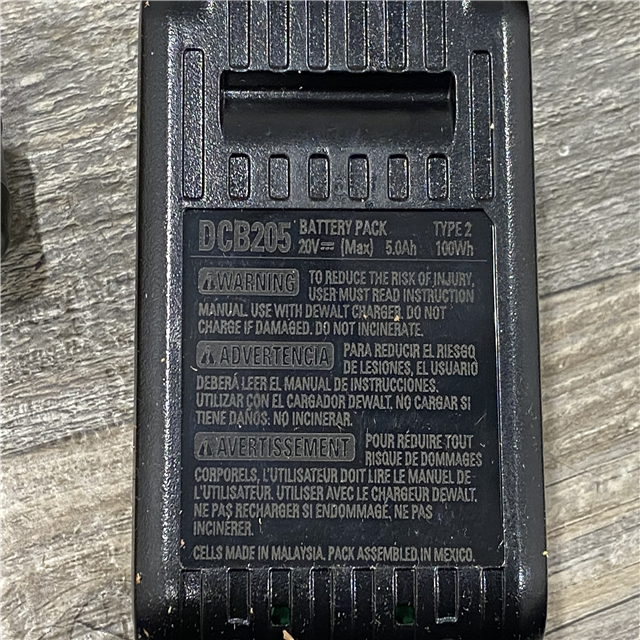 DCB205 BATTERY PACK TYPE 2
20V⎓ (Max) 5.0Ah 100Wh
WARNING TO REDUCE THE RISK OF INJURY,
USER MUST READ INSTRUCTION
MANUAL. USE WITH DEWALT CHARGER. DO NOT
CHARGE IF DAMAGED. DO NOT INCINERATE.
ADVERTENCIA PARA REDUCIR EL RIESGO
DE LESIONES, EL USUARIO
DEBERÁ LEER EL MANUAL DE INSTRUCCIONES.
UTILIZAR CON EL CARGADOR DEWALT. NO CARGAR SI
TIENE DAÑOS. NO INCINERAR.
AVERTISSEMENT POUR RÉDUIRE TOUT
RISQUE DE DOMMAGES
CORPORELS, L'UTILISATEUR DOIT LIRE LE MANUEL DE
L'UTILISATEUR. UTILISER AVEC LE CHARGEUR DEWALT.
NE PAS RECHARGER SI ENDOMMAGÉ. NE PAS
INCINÉRER.
CELLS MADE IN MALAYSIA. PACK ASSEMBLED IN MEXICO.